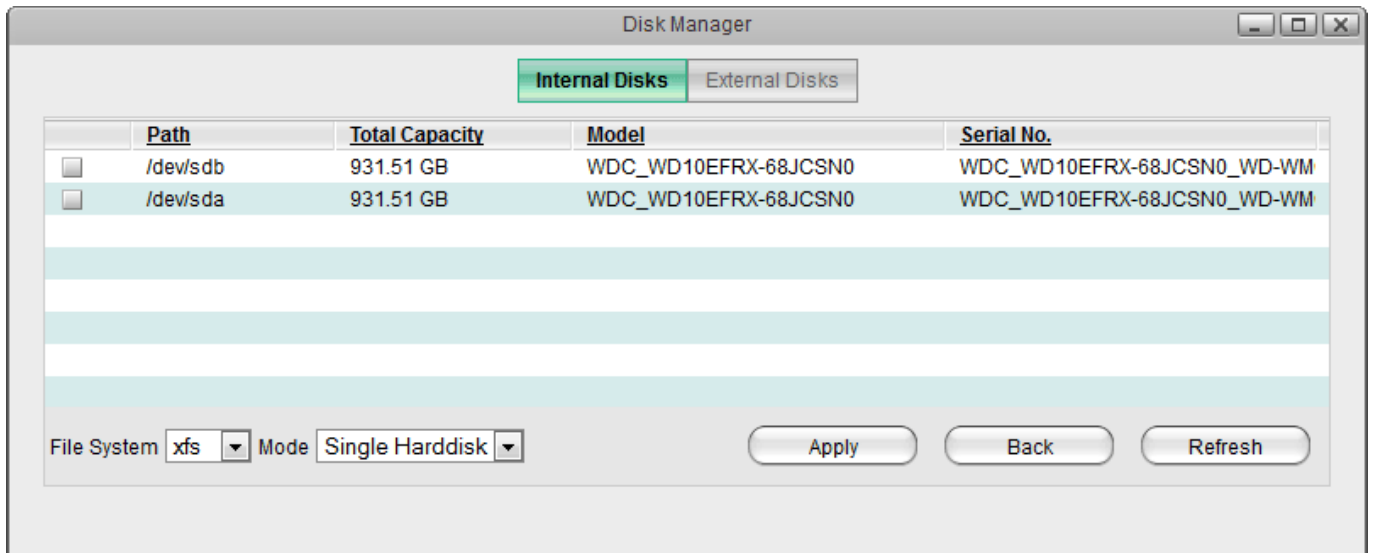 Disk Manager
Internal Disks External Disks
Path Total Capacity Model Serial No.
/dev/sdb 931.51 GB WDC_WD10EFRX-68JCSN0 WDC_WD10EFRX-68JCSN0_WD-WM
/dev/sda 931.51 GB WDC_WD10EFRX-68JCSN0 WDC_WD10EFRX-68JCSN0_WD-WM
File System xfs Mode Single Harddisk Apply Back Refresh